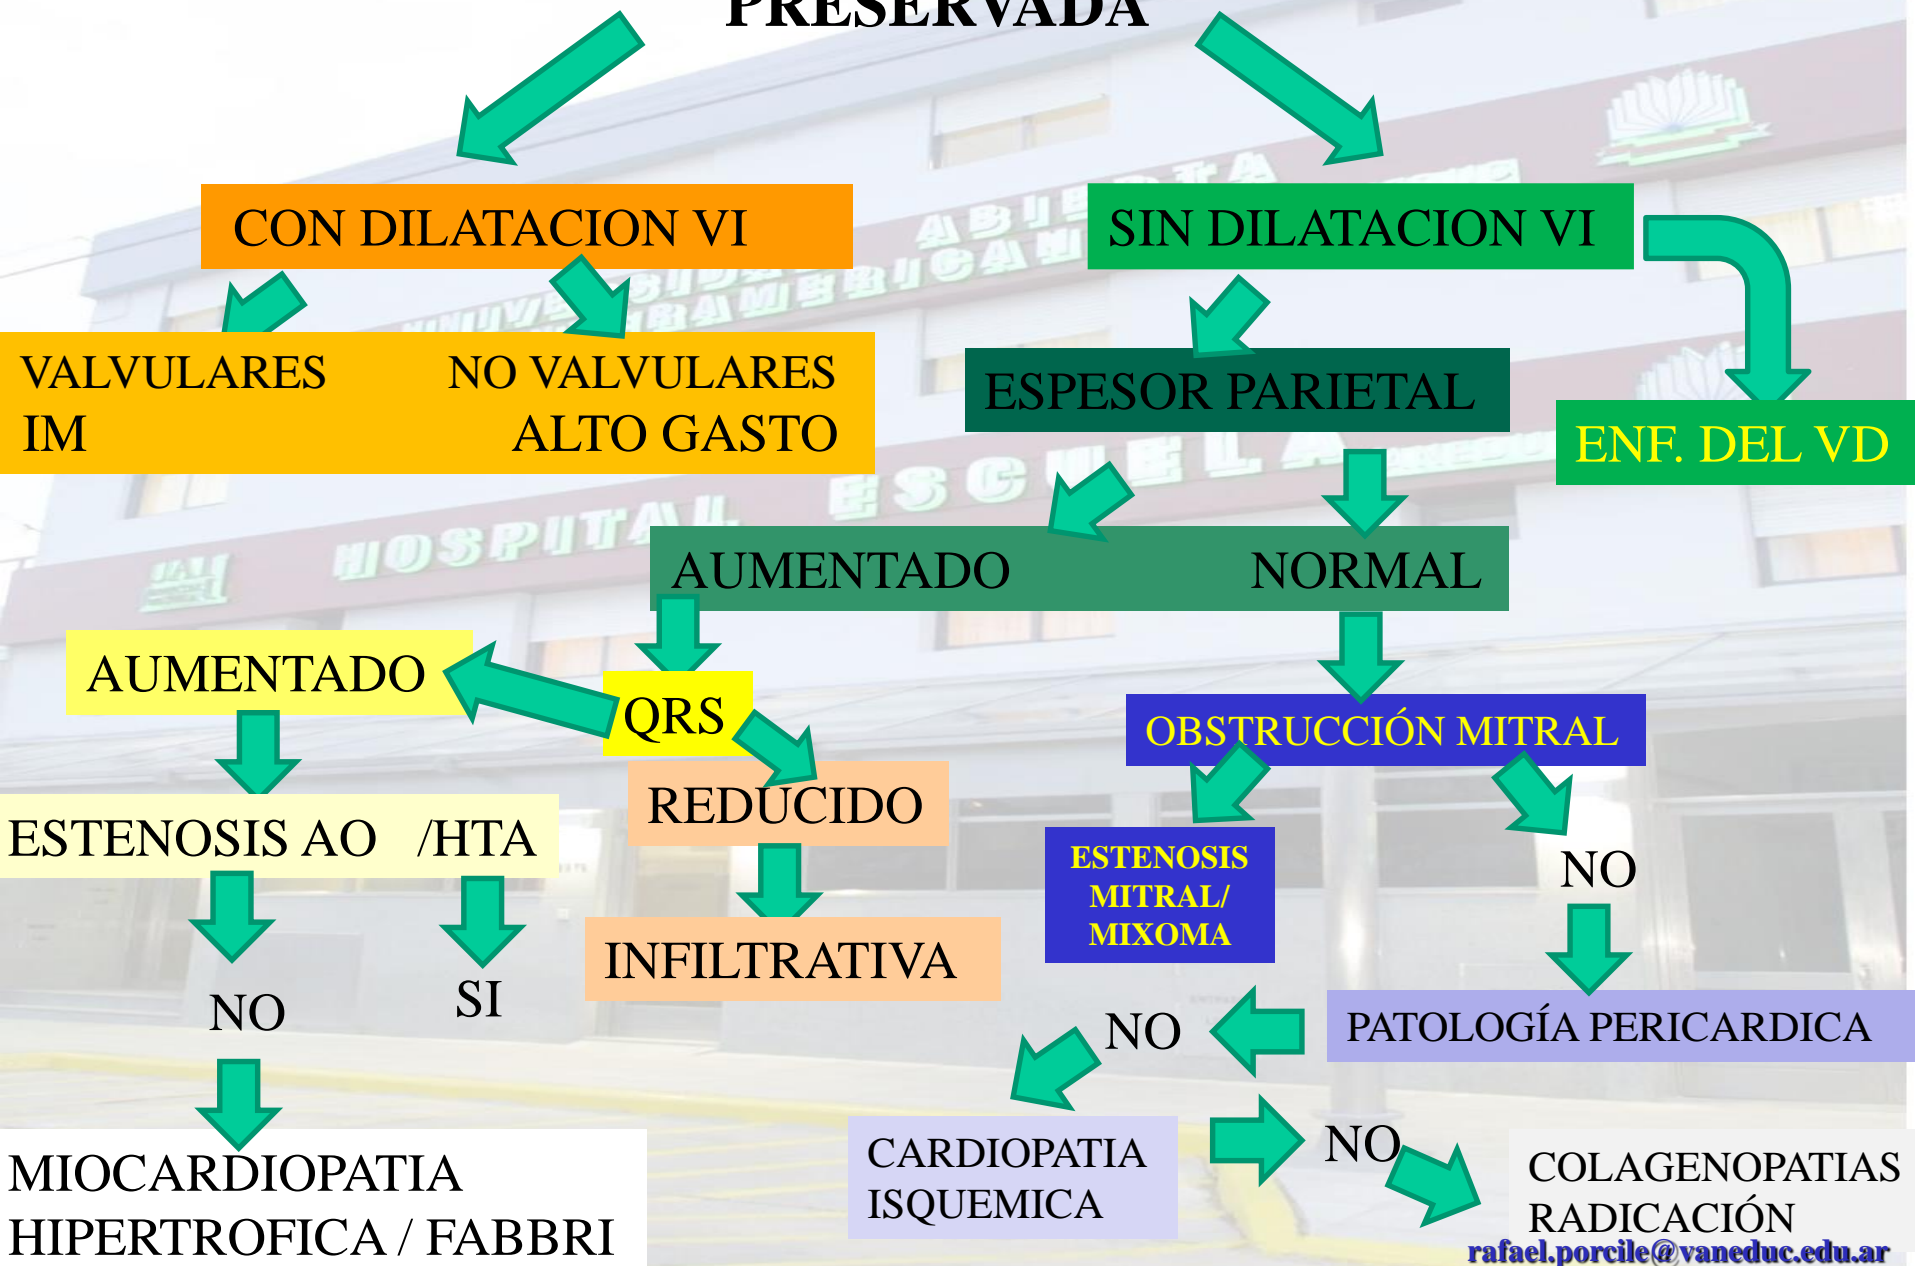 PRESERVADA
CON DILATACION VI
SIN DILATACION VI
VALVULARES NO VALVULARES
IM ALTO GASTO
ESPESOR PARIETAL
ENF. DEL VD
HOSPITAL ESCUELA
AUMENTADO NORMAL
AUMENTADO
QRS
OBSTRUCCIÓN MITRAL
REDUCIDO
ESTENOSIS AO /HTA
ESTENOSIS
MITRAL/
MIXOMA
NO
INFILTRATIVA
NO
SI
NO
PATOLOGÍA PERICARDICA
MIOCARDIOPATIA
HIPERTROFICA / FABBRI
CARDIOPATIA
ISQUEMICA
NO
COLAGENOPATIAS
RADICACIÓN
rafael.porcile@vaneduc.edu.ar